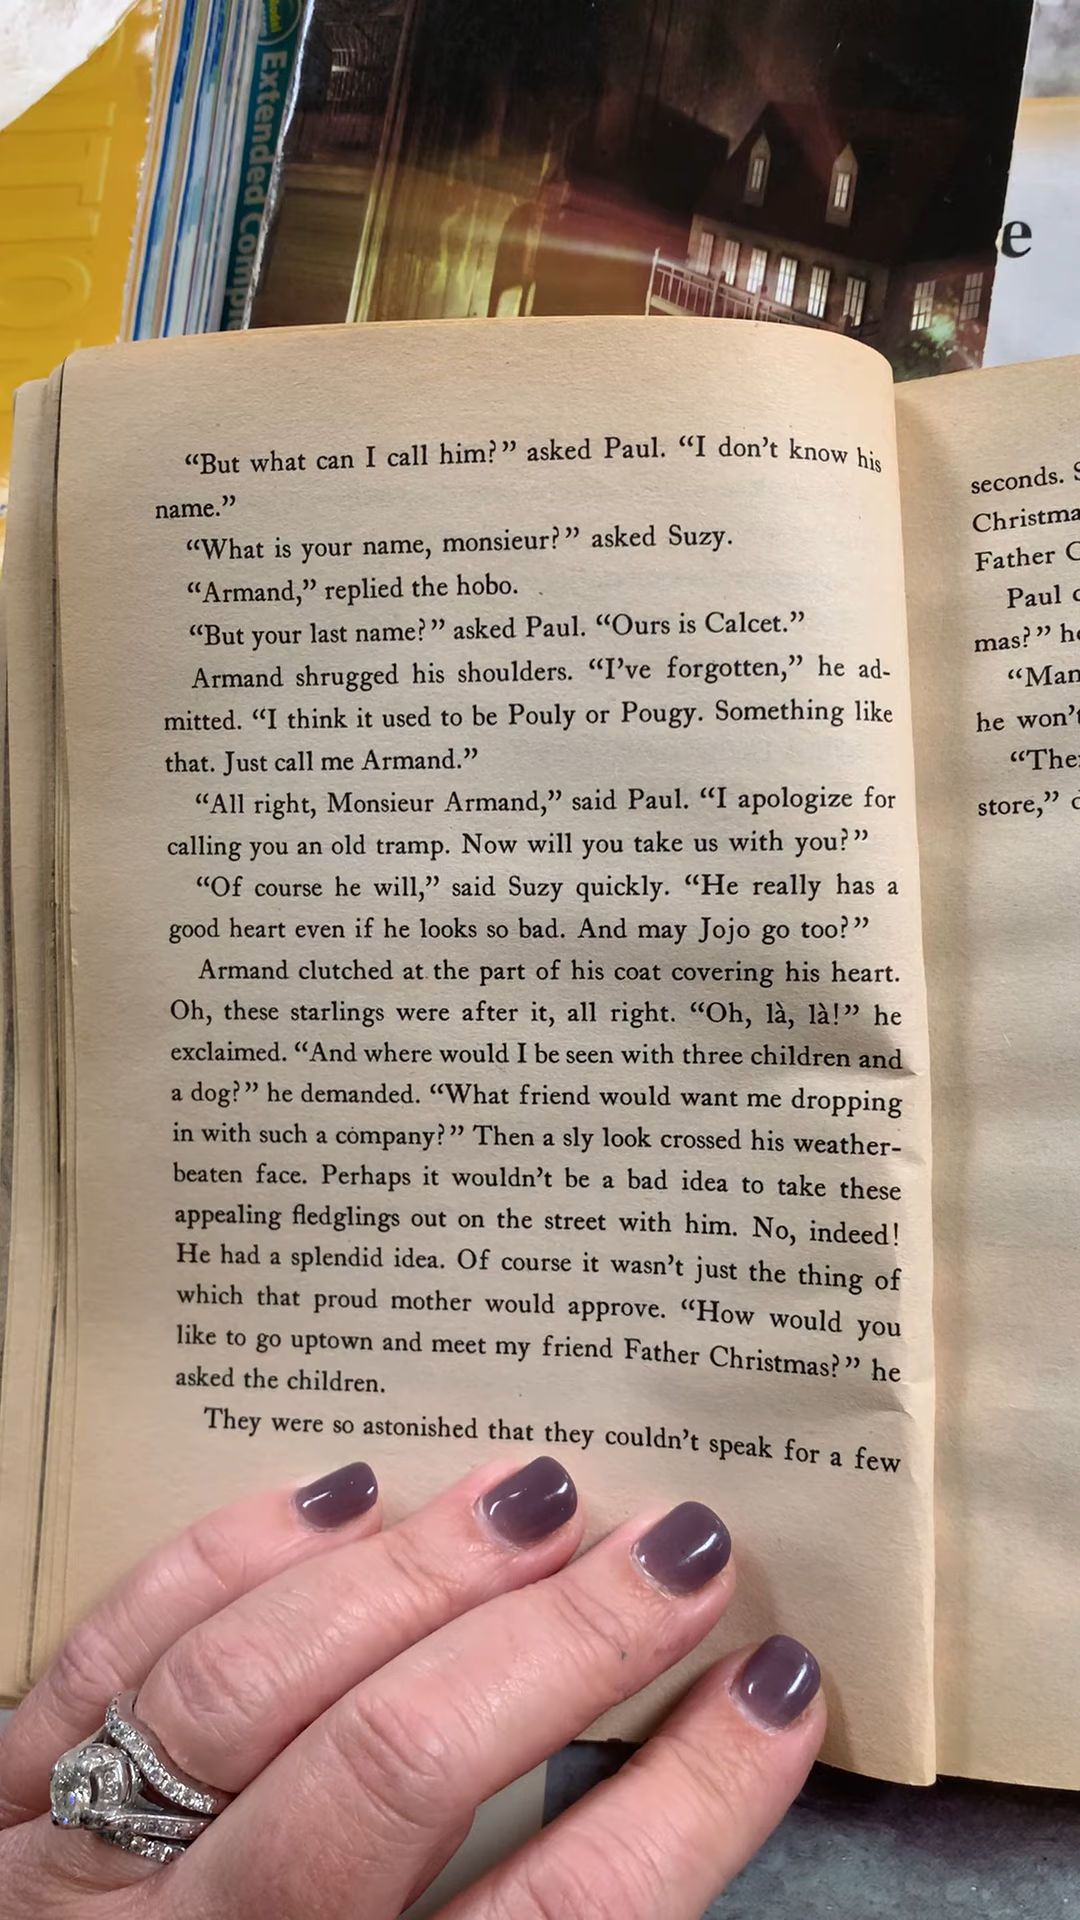 Extended Compr
e
“But what can I call him?” asked Paul. “I don’t know his
name.”
“What is your name, monsieur?” asked Suzy.
“Armand,” replied the hobo.
“But your last name?” asked Paul. “Ours is Calcet.”
Armand shrugged his shoulders. “I’ve forgotten,” he ad-
mitted. “I think it used to be Pouly or Pougy. Something like
that. Just call me Armand.”
“All right, Monsieur Armand,” said Paul. “I apologize for
calling you an old tramp. Now will you take us with you?”
“Of course he will,” said Suzy quickly. “He really has a
good heart even if he looks so bad. And may Jojo go too?”
Armand clutched at the part of his coat covering his heart.
Oh, these starlings were after it, all right. “Oh, là, là!” he
exclaimed. “And where would I be seen with three children and
a dog?” he demanded. “What friend would want me dropping
in with such a company?” Then a sly look crossed his weather-
beaten face. Perhaps it wouldn’t be a bad idea to take these
appealing fledglings out on the street with him. No, indeed!
He had a splendid idea. Of course it wasn’t just the thing of
which that proud mother would approve. “How would you
like to go uptown and meet my friend Father Christmas?” he
asked the children.
They were so astonished that they couldn’t speak for a few
seconds. S
Christma
Father C
Paul
mas?” he
“Man
he won’t
“The
store,”